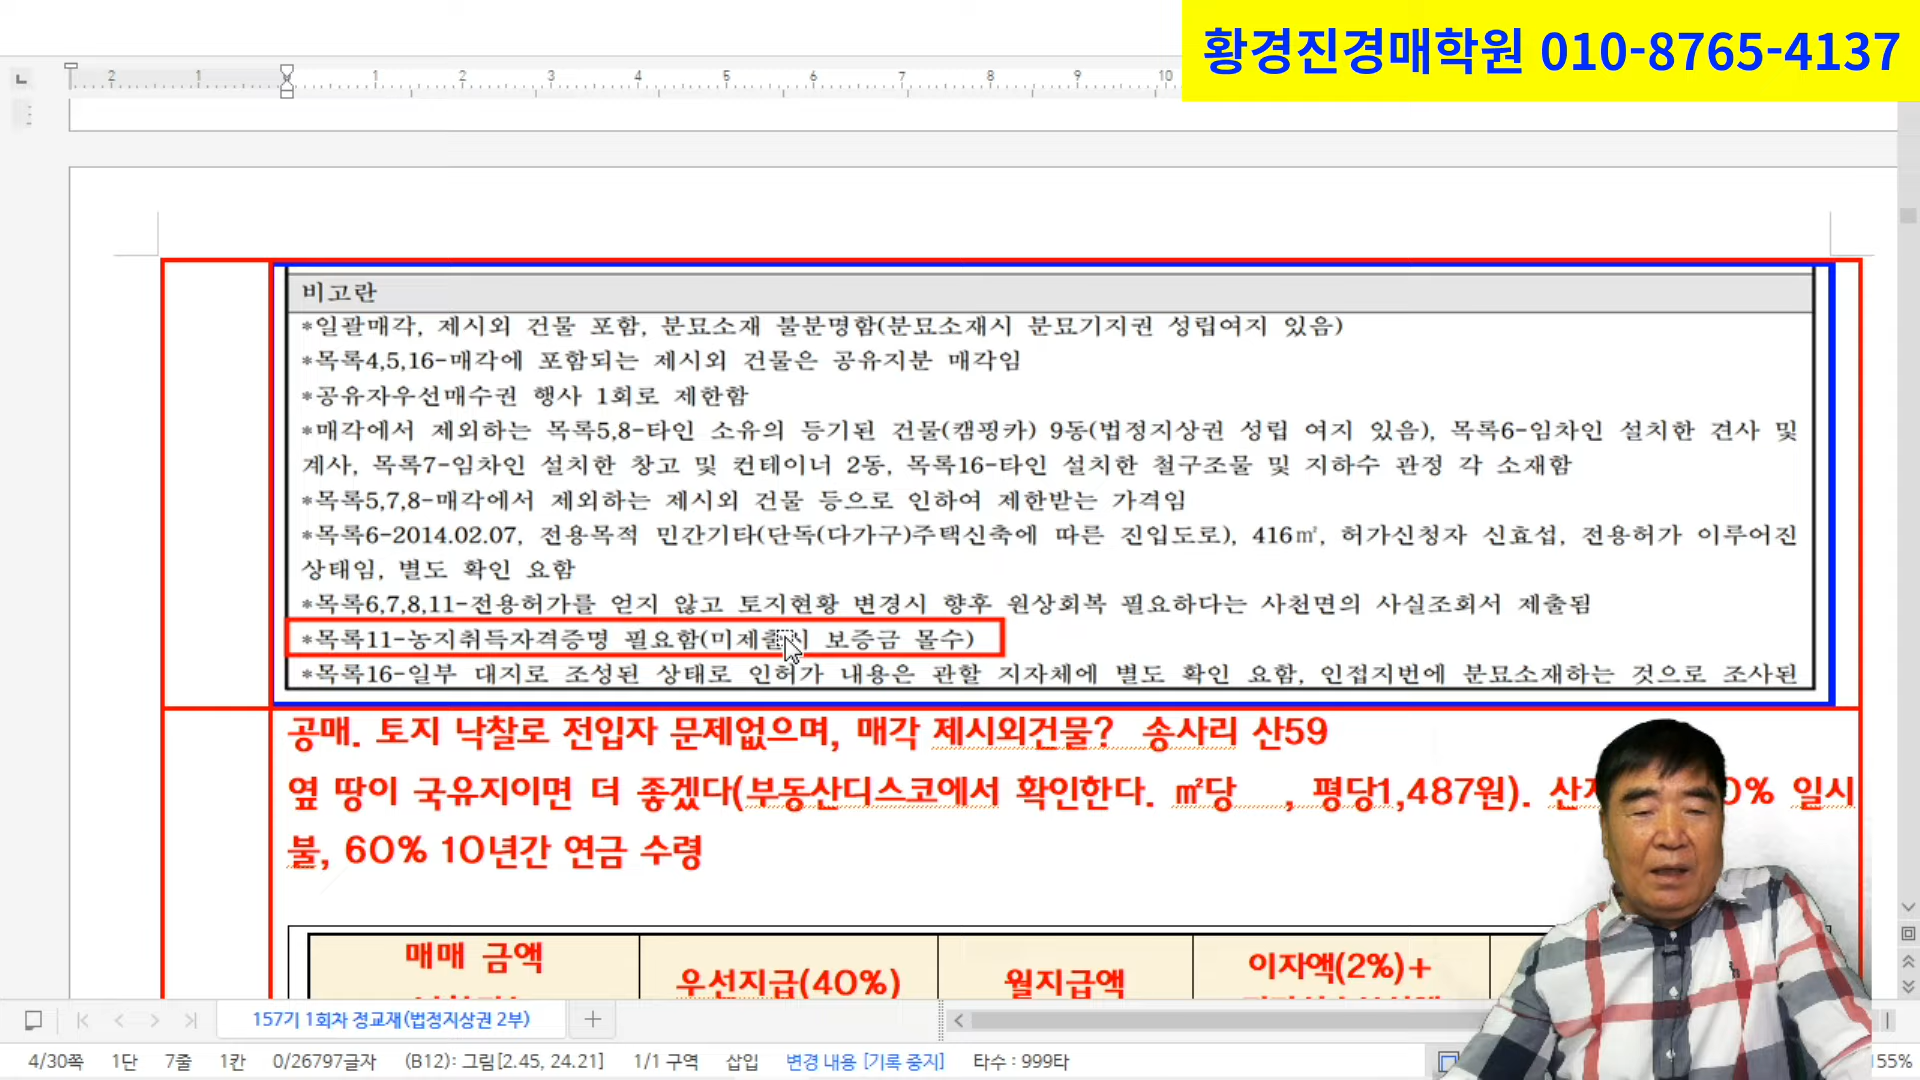 황경진경매학원 010-8765-4137
2 1 1 2 3 4 5 6 7 8 9 10
비고란
*일괄매각, 제시외 건물 포함, 분묘소재 불분명함(분묘소재시 분묘기지권 성립여지 있음)
*목록4,5,16-매각에 포함되는 제시외 건물은 공유지분 매각임
*공유자우선매수권 행사 1회로 제한함
*매각에서 제외하는 목록5,8-타인 소유의 등기된 건물(캠핑카) 9동(법정지상권 성립 여지 있음), 목록6-임차인 설치한 견사 및
계사, 목록7-임차인 설치한 창고 및 컨테이너 2동, 목록16-타인 설치한 철구조물 및 지하수 관정 각 소재함
*목록5,7,8-매각에서 제외하는 제시외 건물 등으로 인하여 제한받는 가격임
*목록6-2014.02.07, 전용목적 민간기타(단독(다가구)주택신축에 따른 진입도로), 416㎡, 허가신청자 신효섭, 전용허가 이루어진
상태임, 별도 확인 요함
*목록6,7,8,11-전용허가를 얻지 않고 토지현황 변경시 향후 원상회복 필요하다는 사천면의 사실조회서 제출됨
*목록11-농지취득자격증명 필요함(미제출시 보증금 몰수)
*목록16-일부 대지로 조성된 상태로 인허가 내용은 관할 지자체에 별도 확인 요함, 인접지번에 분묘소재하는 것으로 조사된
공매. 토지 낙찰로 전입자 문제없으며, 매각 제시외건물? 송사리 산59
옆 땅이 국유지이면 더 좋겠다(부동산디스코에서 확인한다. ㎡당 , 평당1,487원). 0% 일시
불, 60% 10년간 연금 수령
매매 금액 우선지급(40%) 월지급액 이자액(2%)+
157기 1회차 정교재(법정지상권 2부)
4/30쪽 1단 7줄 1칸 0/26797글자 (B12): 그림[2.45, 24.21] 1/1 구역 삽입 변경 내용 [기록 중지] 타수 : 999타 155%